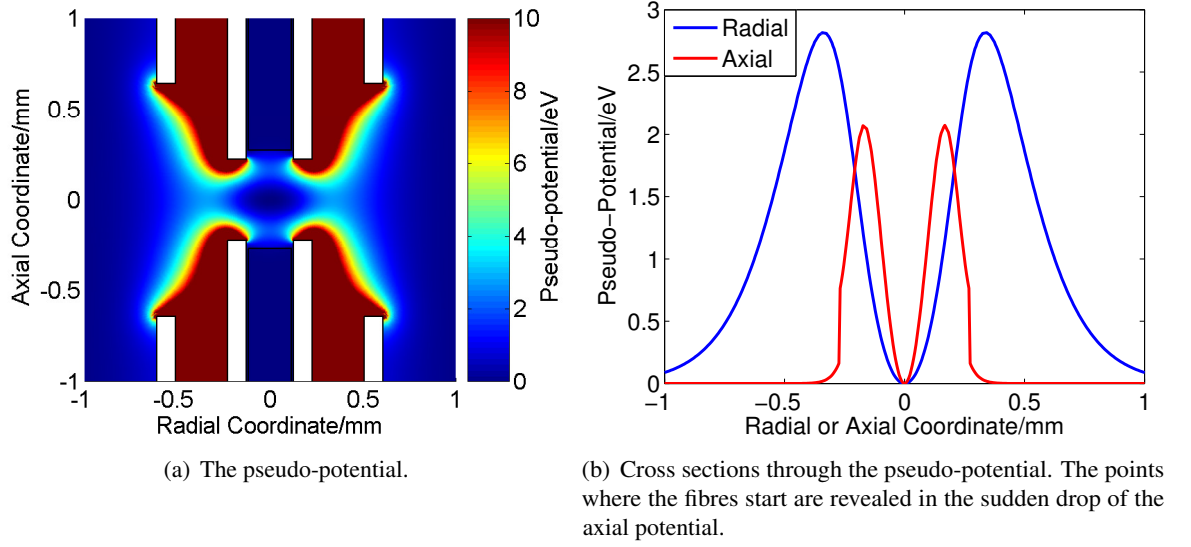 1
0.5
0
-0.5
-1
Axial Coordinate/mm
-1
-0.5
0
0.5
1
Radial Coordinate/mm
10
8
6
4
2
0
Pseudo-potential/eV
(a) The pseudo-potential.
3
2.5
2
1.5
1
0.5
0
Pseudo−Potential/eV
Radial
Axial
−1
−0.5
0
0.5
1
Radial or Axial Coordinate/mm
(b) Cross sections through the pseudo-potential. The points
where the fibres start are revealed in the sudden drop of the
axial potential.